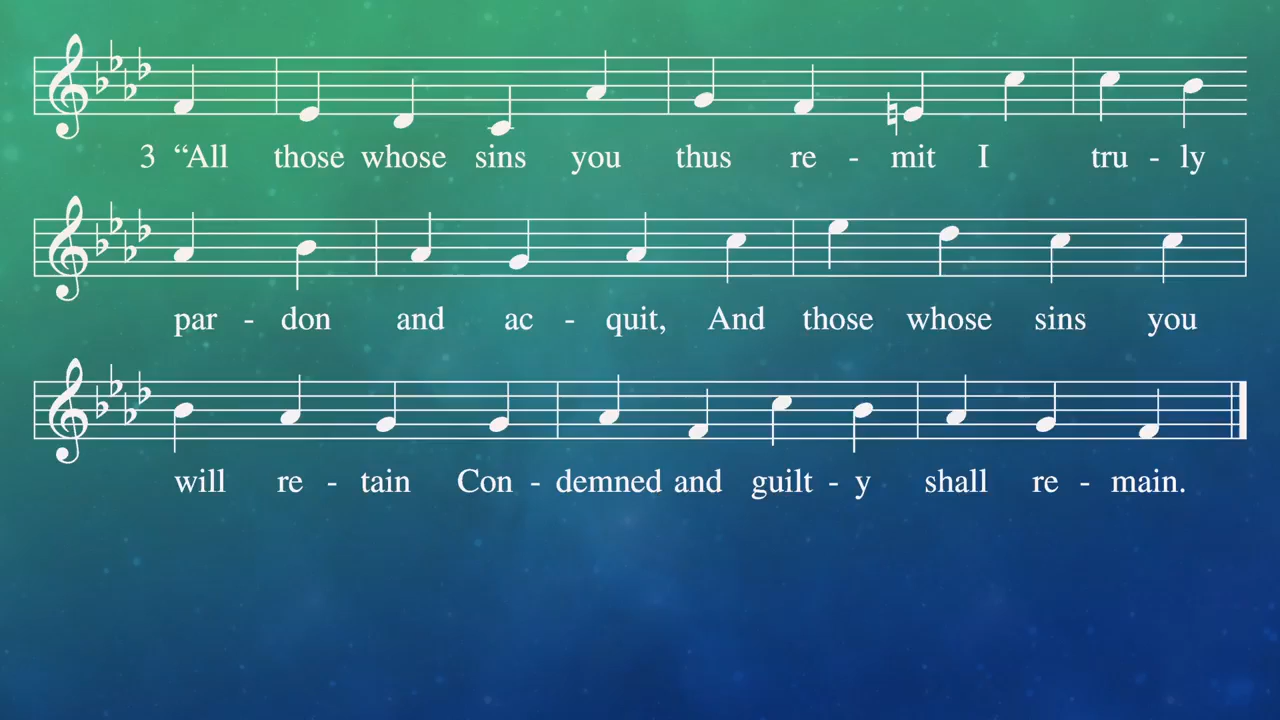 3 “All those whose sins you thus re - mit I tru - ly
par - don and ac - quit, And those whose sins you
will re - tain Con - demned and guilt - y shall re - main.